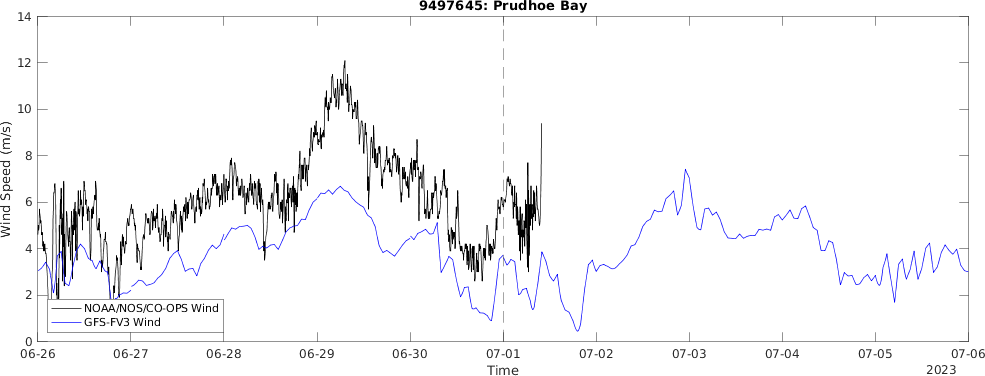 9497645: Prudhoe Bay
14
12
10
8
6
4
2
0
Wind Speed (m/s)
NOAA/NOS/CO-OPS Wind
GFS-FV3 Wind
06-26 06-27 06-28 06-29 06-30 07-01 07-02 07-03 07-04 07-05 07-06
Time
2023